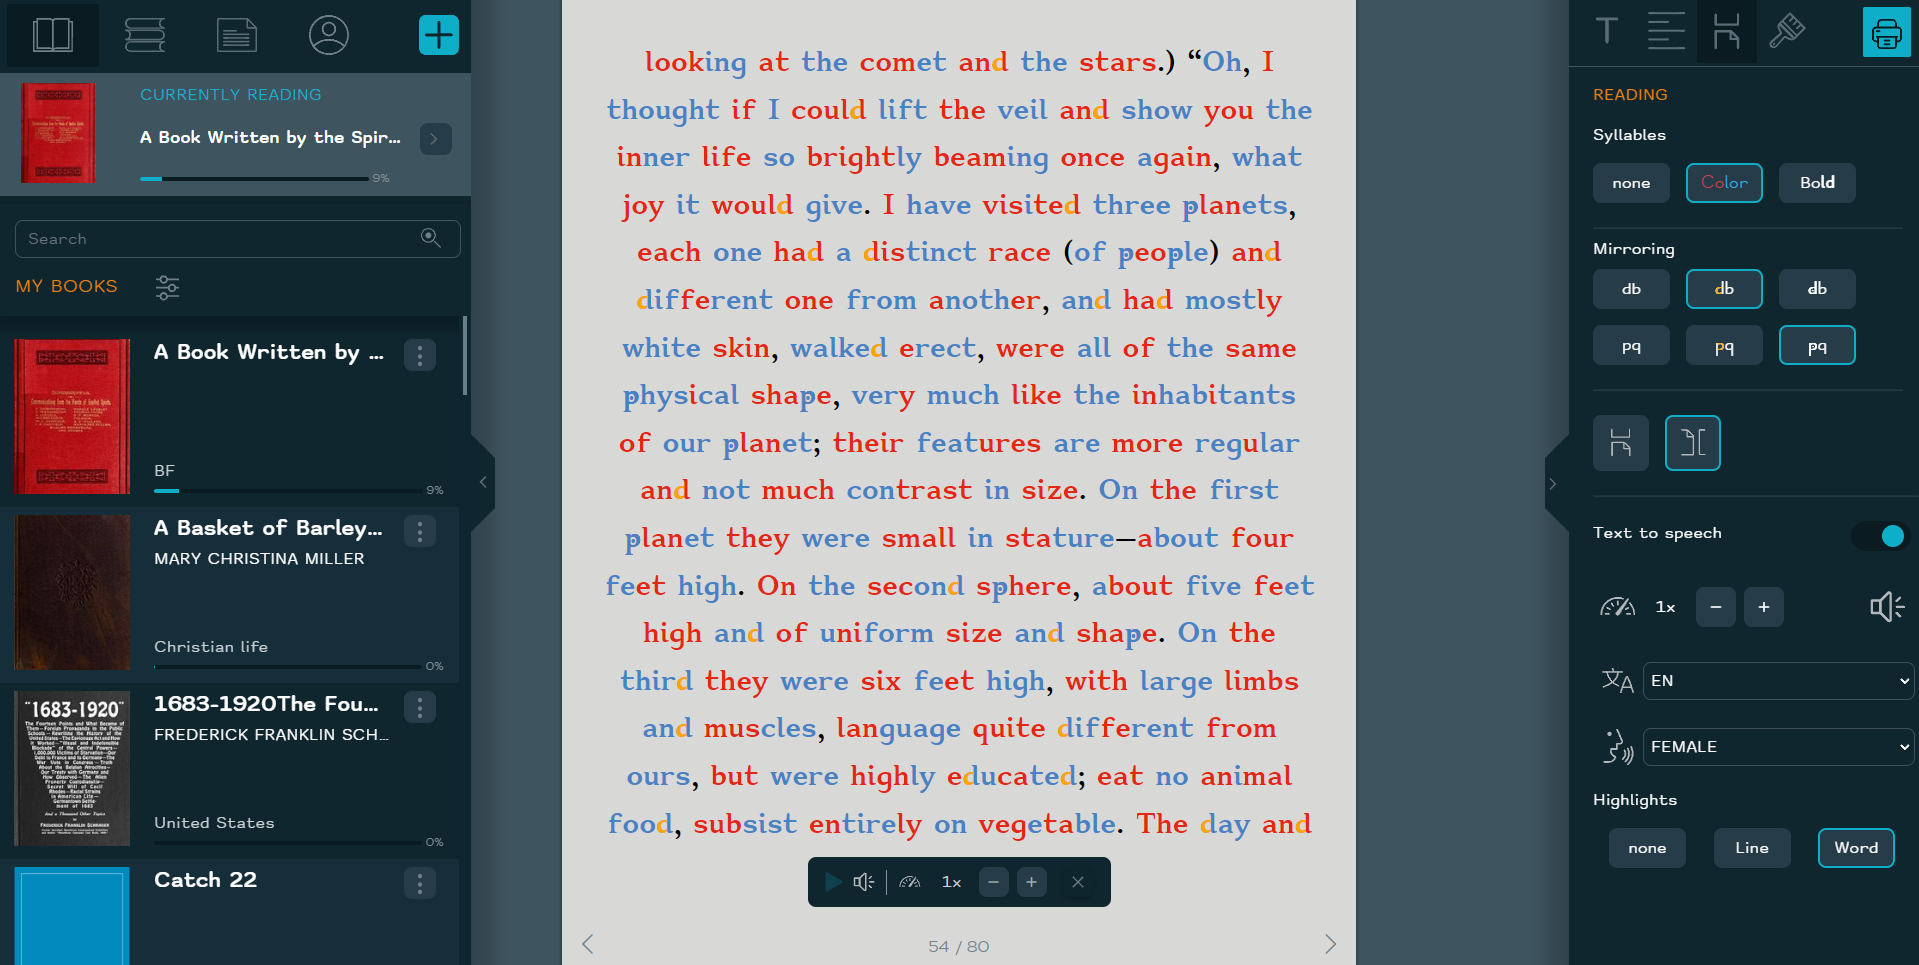 CURRENTLY READING
A Book Written by the Spir...
9%
Search
MY BOOKS
A Book Written by ...
BF
9%
A Basket of Barley...
MARY CHRISTINA MILLER
Christian life
0%
"1683-1920"
1683-1920The Fou...
FREDERICK FRANKLIN SCH...
United States
0%
Catch 22
looking at the comet and the stars.) “Oh, I
thought if I could lift the veil and show you the
inner life so brightly beaming once again, what
joy it would give. I have visited three planets,
each one had a distinct race (of people) and
different one from another, and had mostly
white skin, walked erect, were all of the same
physical shape, very much like the inhabitants
of our planet; their features are more regular
and not much contrast in size. On the first
planet they were small in stature—about four
feet high. On the second sphere, about five feet
high and of uniform size and shape. On the
third they were six feet high, with large limbs
and muscles, language quite different from
ours, but were highly educated; eat no animal
food, subsist entirely on vegetable. The day and
1x
54 / 80
READING
Syllables
none Color Bold
Mirroring
db db db
pq pq pq
Text to speech
1x
EN
FEMALE
Highlights
none Line Word